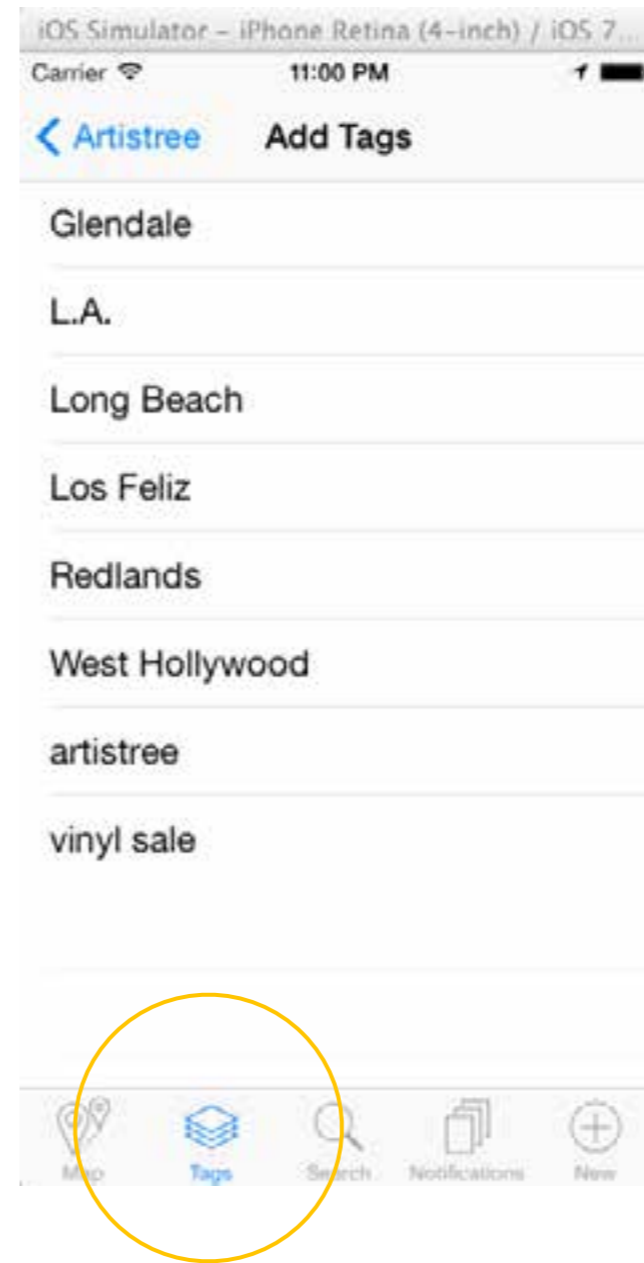 iOS Simulator – iPhone Retina (4-inch) / iOS 7...
Carrier 11:00 PM
Artistree Add Tags
Glendale
L.A.
Long Beach
Los Feliz
Redlands
West Hollywood
artistree
vinyl sale
Map Tags Search Notifications New